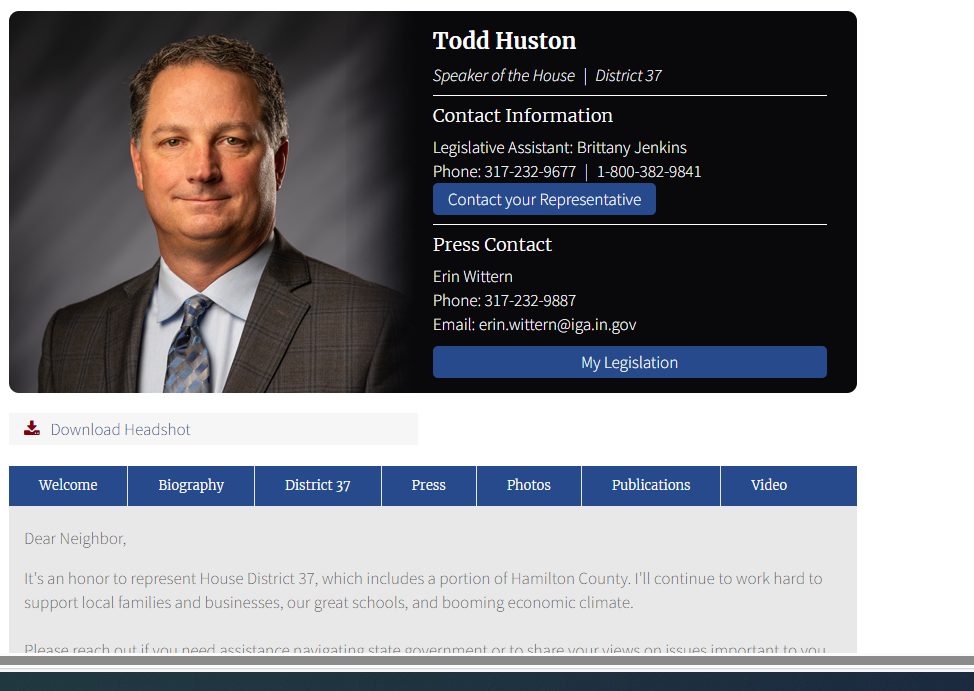 Todd Huston
Speaker of the House | District 37
Contact Information
Legislative Assistant: Brittany Jenkins
Phone: 317-232-9677 | 1-800-382-9841
Contact your Representative
Press Contact
Erin Wittern
Phone: 317-232-9887
Email: erin.wittern@iga.in.gov
My Legislation
Download Headshot
Welcome Biography District 37 Press Photos Publications Video
Dear Neighbor,
It's an honor to represent House District 37, which includes a portion of Hamilton County. I'll continue to work hard to
support local families and businesses, our great schools, and booming economic climate.
Please reach out if you need assistance navigating state government or to share your views on issues important to you